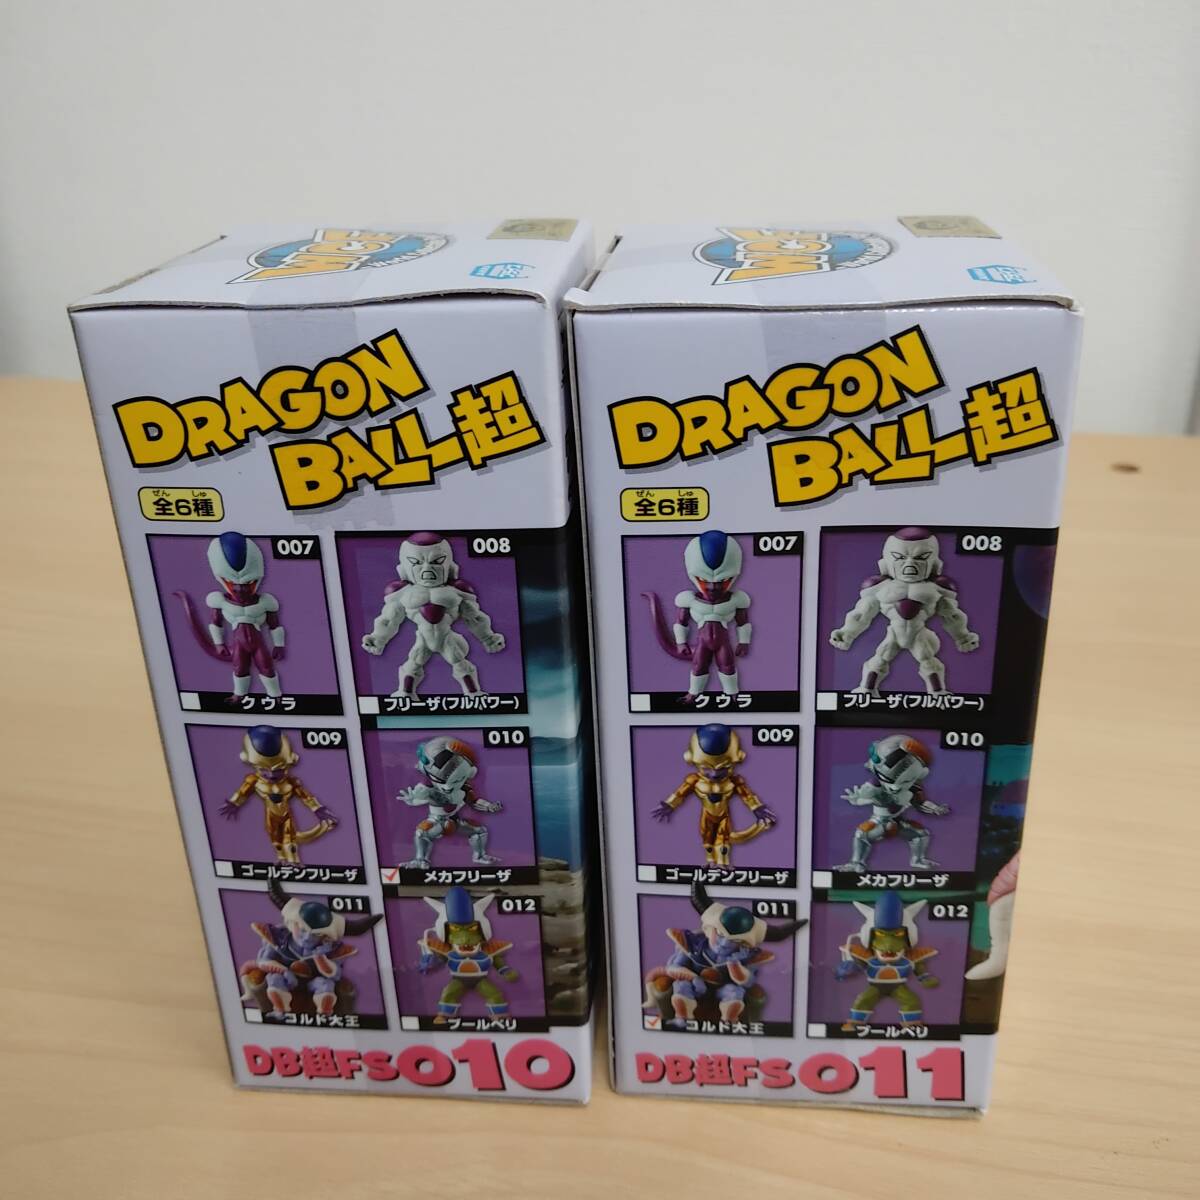 WCF
DRAGON
BALL超
ぜん しゅ
全6種
007
クウラ
008
フリーザ(フルパワー)
009
ゴールデンフリーザ
010
メカフリーザ
011
コルド大王
012
ブールベリ
DB超FS010
WCF
DRAGON
BALL超
ぜん しゅ
全6種
007
クウラ
008
フリーザ(フルパワー)
009
ゴールデンフリーザ
010
メカフリーザ
011
コルド大王
012
ブールベリ
DB超FS011